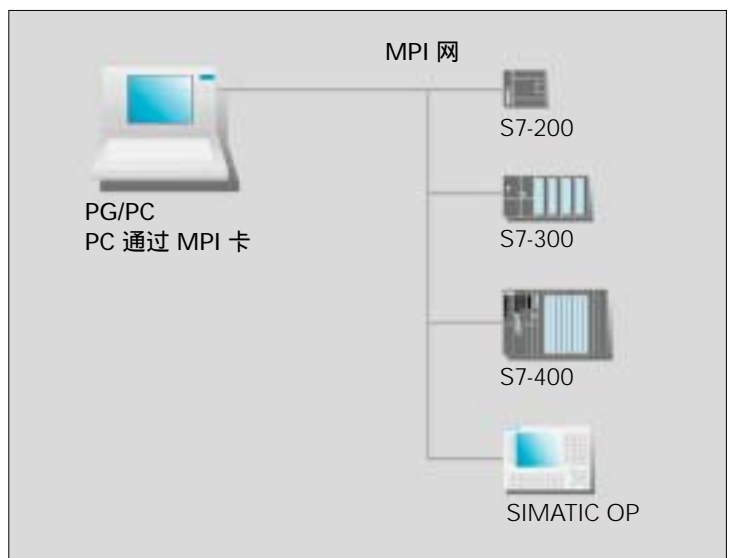 MPI 网
S7-200
PG/PC
PC 通过 MPI 卡
S7-300
S7-400
SIMATIC OP